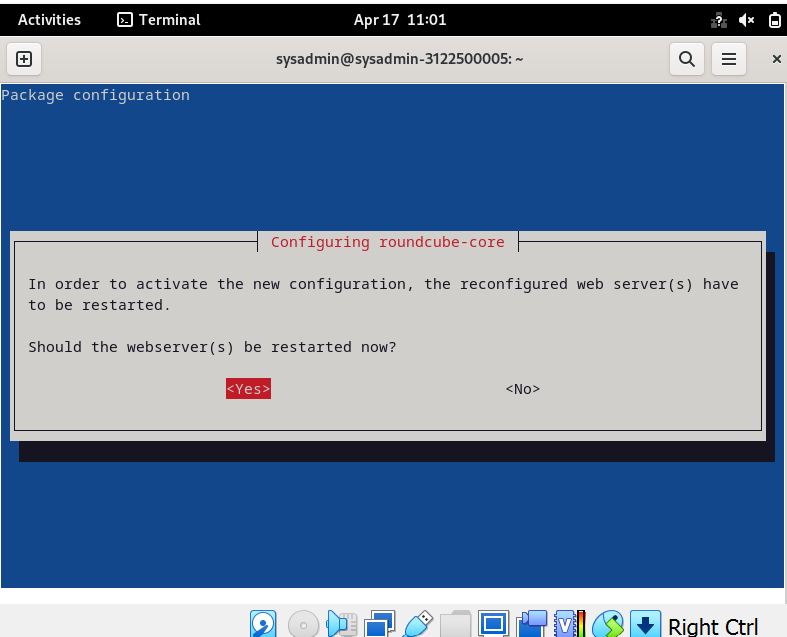 Activities Terminal Apr 17 11:01
sysadmin@sysadmin-3122500005: ~
Package configuration
Configuring roundcube-core
In order to activate the new configuration, the reconfigured web server(s) have
to be restarted.
Should the webserver(s) be restarted now?
<Yes> <No>
Right Ctrl